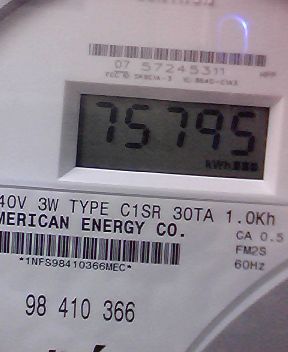 07 57245311
75795
kWh
40V 3W TYPE C1SR 30TA 1.0Kh
MERICAN ENERGY CO.
CA 0.5
FM2S
60Hz
*1NFS98410366MEC*
98 410 366